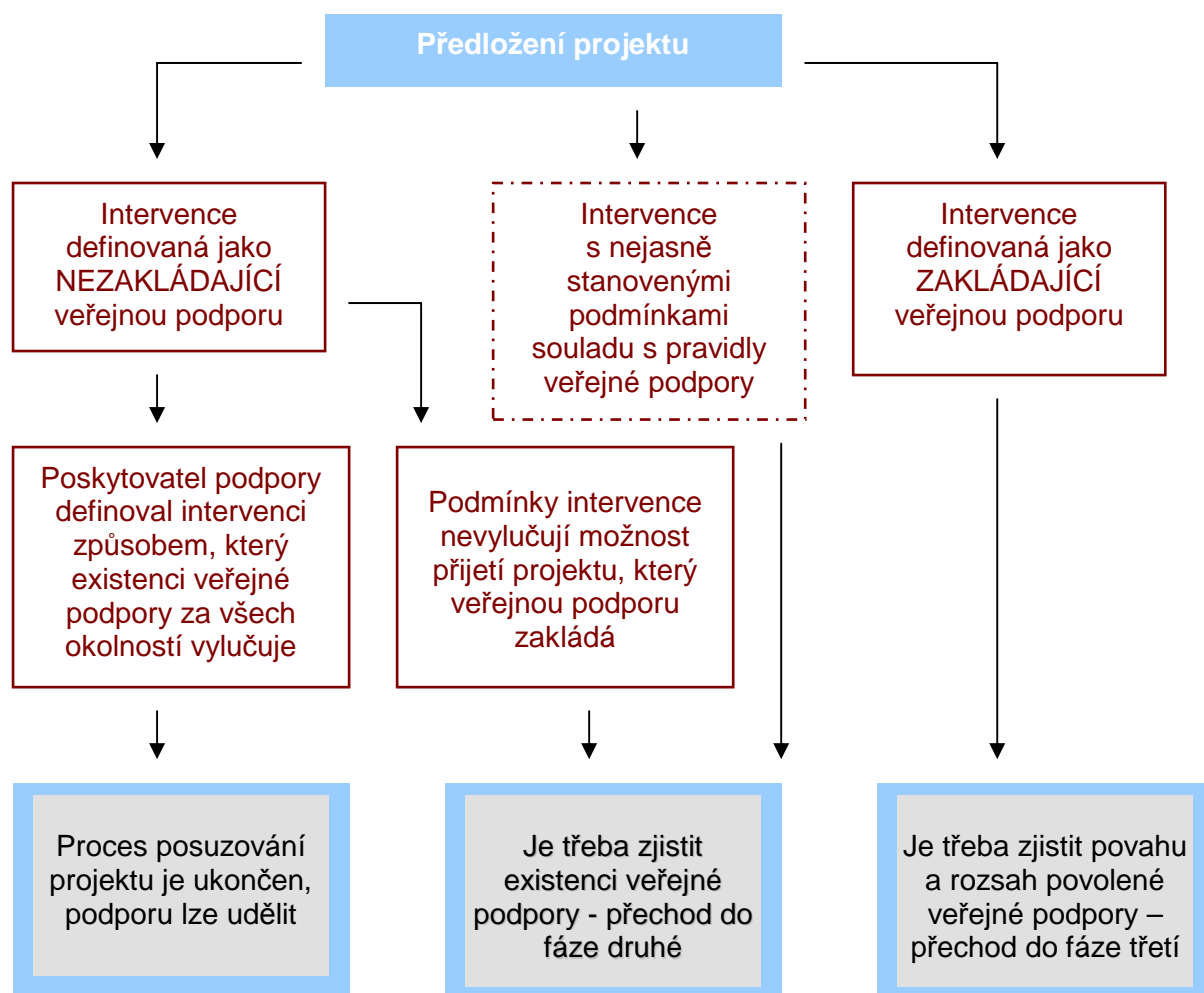 Předložení projektu
Intervence
definovaná jako
NEZAKLÁDAJÍCÍ
veřejnou podporu
Intervence
s nejasně
stanovenými
podmínkami
souladu s pravidly
veřejné podpory
Intervence
definovaná jako
ZAKLÁDAJÍCÍ
veřejnou podporu
Poskytovatel podpory
definoval intervenci
způsobem, který
existenci veřejné
podpory za všech
okolností vylučuje
Podmínky intervence
nevylučují možnost
přijetí projektu, který
veřejnou podporu
zakládá
Proces posuzování
projektu je ukončen,
podporu lze udělit
Je třeba zjistit
existenci veřejné
podpory - přechod do
fáze druhé
Je třeba zjistit povahu
a rozsah povolené
veřejné podpory –
přechod do fáze třetí